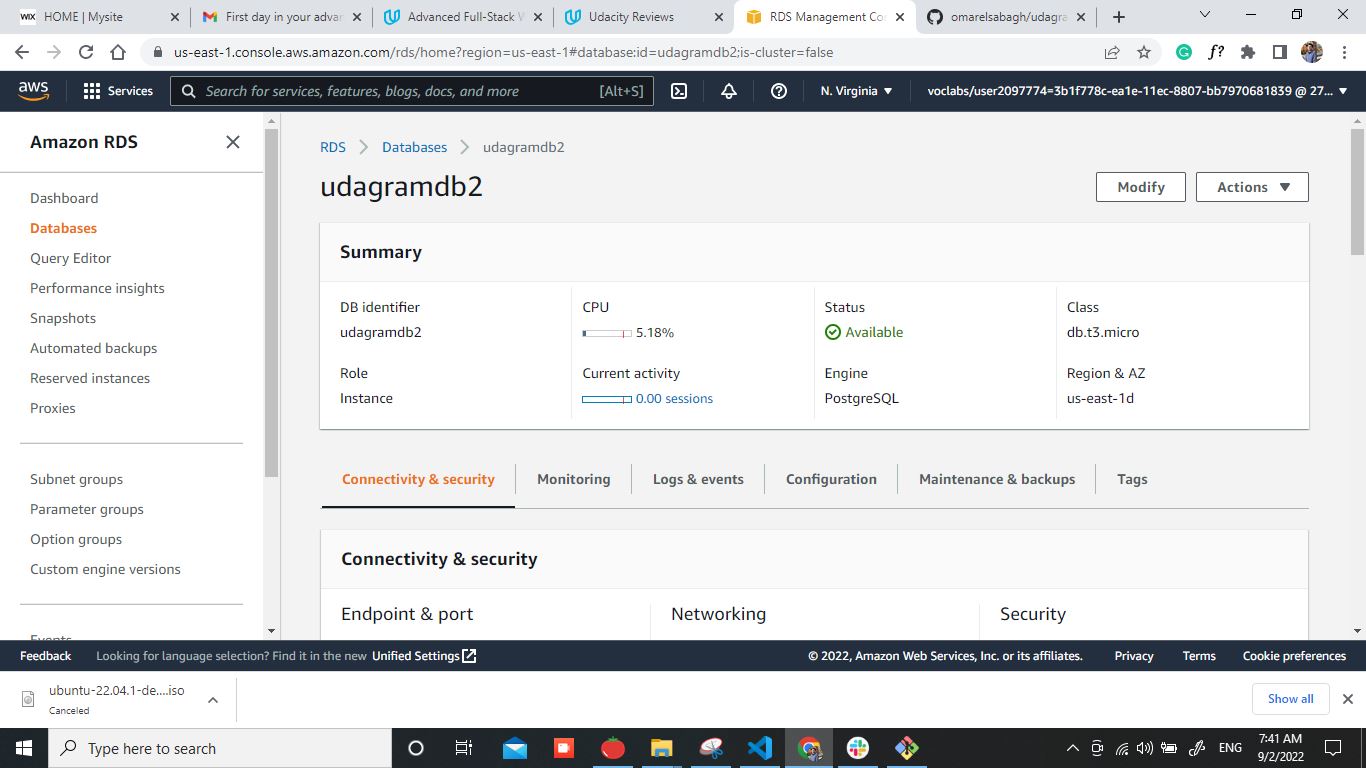 WIX HOME | Mysite
First day in your advan
Advanced Full-Stack W
Udacity Reviews
RDS Management Co
omarelsabagh/udagra
us-east-1.console.aws.amazon.com/rds/home?region=us-east-1#database:id=udagramdb2;is-cluster=false
f?
aws
Services
Search for services, features, blogs, docs, and more [Alt+S]
N. Virginia
voclabs/user2097774=3b1f778c-ea1e-11ec-8807-bb7970681839 @ 27...
Amazon RDS
Dashboard
Databases
Query Editor
Performance insights
Snapshots
Automated backups
Reserved instances
Proxies
Subnet groups
Parameter groups
Option groups
Custom engine versions
Events
RDS
Databases
udagramdb2
udagramdb2
Modify
Actions
Summary
DB identifier
udagramdb2
CPU
5.18%
Status
Available
Class
db.t3.micro
Role
Instance
Current activity
0.00 sessions
Engine
PostgreSQL
Region & AZ
us-east-1d
Connectivity & security
Monitoring
Logs & events
Configuration
Maintenance & backups
Tags
Connectivity & security
Endpoint & port
Networking
Security
Feedback
Looking for language selection? Find it in the new Unified Settings
© 2022, Amazon Web Services, Inc. or its affiliates.
Privacy
Terms
Cookie preferences
ubuntu-22.04.1-de....iso
Canceled
Show all
Type here to search
ENG
7:41 AM
9/2/2022